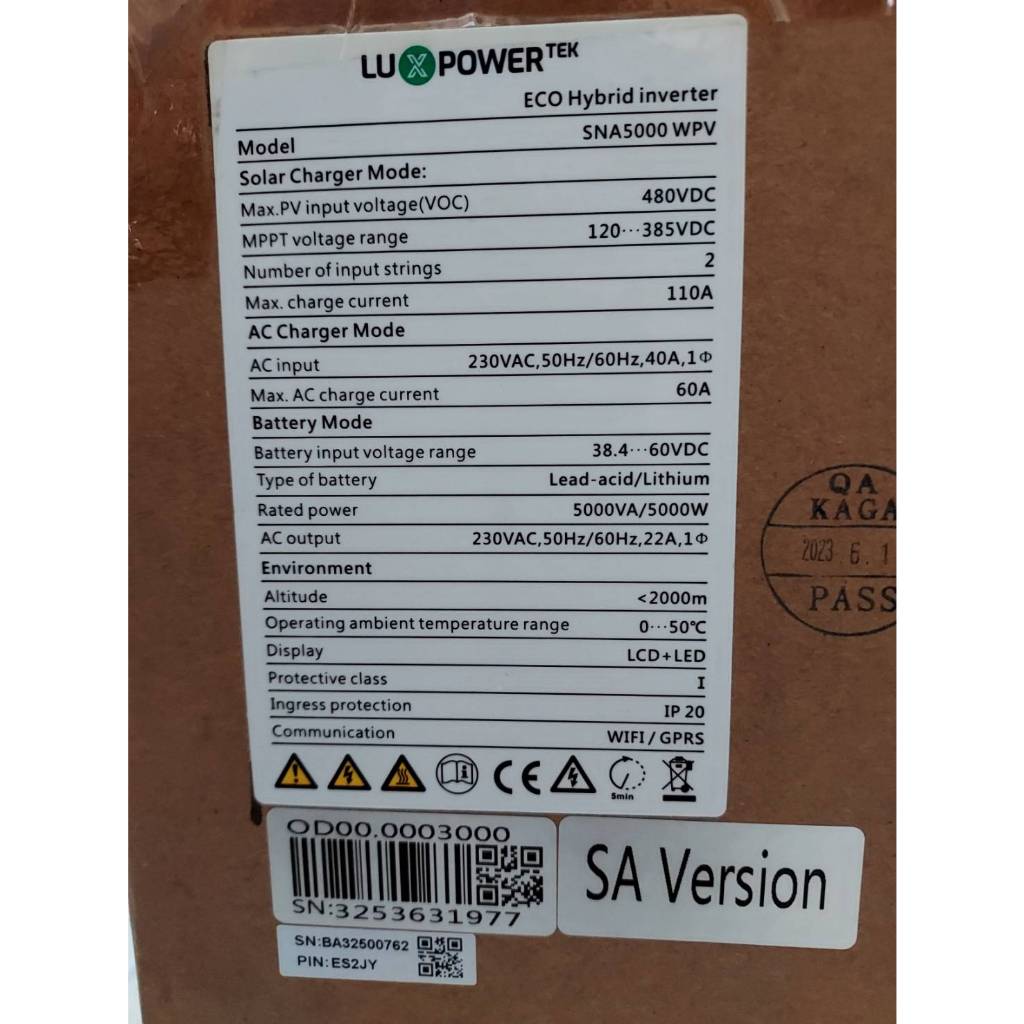 LUXPOWERTEK
ECO Hybrid inverter
Model SNA5000 WPV
Solar Charger Mode:
Max.PV input voltage(VOC) 480VDC
MPPT voltage range 120···385VDC
Number of input strings 2
Max. charge current 110A
AC Charger Mode
AC input 230VAC,50Hz/60Hz,40A,1Φ
Max. AC charge current 60A
Battery Mode
Battery input voltage range 38.4···60VDC
Type of battery Lead-acid/Lithium
Rated power 5000VA/5000W
AC output 230VAC,50Hz/60Hz,22A,1Φ
Environment
Altitude <2000m
Operating ambient temperature range 0···50℃
Display LCD+LED
Protective class I
Ingress protection IP 20
Communication WIFI/GPRS
CE
5min
OD00.0003000
SN:3253631977
SA Version
SN:BA32500762
PIN:ES2JY
QA
KAGA
2023 6.1
PASS